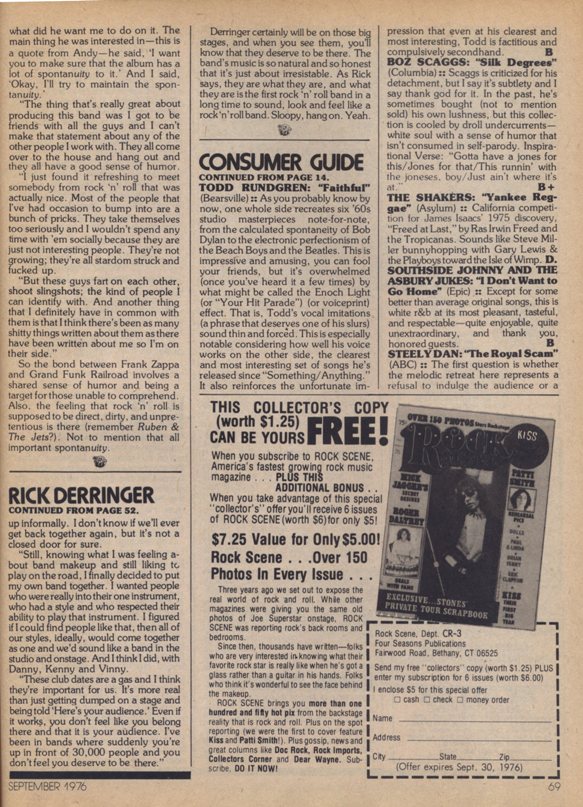 what did he want me to do on it. The
main thing he was interested in—this is
a quote from Andy—he said, 'I want
you to make sure that the album has a
lot of spontanuity to it.' And I said,
'Okay, I'll try to maintain the spon-
tanuity.'
"The thing that's really great about
producing this band was I got to be
friends with all the guys and I can't
make that statement about any of the
other people I work with. They all come
over to the house and hang out and
they all have a good sense of humor.
"I just found it refreshing to meet
somebody from rock 'n' roll that was
actually nice. Most of the people that
I've had occasion to bump into are a
bunch of pricks. They take themselves
too seriously and I wouldn't spend any
time with 'em socially because they are
just not interesting people. They're not
growing; they're all stardom struck and
fucked up.
"But these guys fart on each other,
shoot slingshots; the kind of people I
can identify with. And another thing
that I definitely have in common with
them is that I think there's been as many
shitty things written about them as there
have been written about me so I'm on
their side."
So the bond between Frank Zappa
and Grand Funk Railroad involves a
shared sense of humor and being a
target for those unable to comprehend.
Also, the feeling that rock 'n' roll is
supposed to be direct, dirty, and unpre-
tentious is there (remember Ruben &
The Jets?). Not to mention that all
important spontanuity.
RICK DERRINGER
CONTINUED FROM PAGE 52.
up informally. I don't know if we'll ever
get back together again, but it's not a
closed door for sure.
"Still, knowing what I was feeling a-
bout band makeup and still liking to
play on the road, I finally decided to put
my own band together. I wanted people
who were really into their one instrument,
who had a style and who respected their
ability to play that instrument. I figured
if I could find people like that, then all of
our styles, ideally, would come together
as one and we'd sound like a band in the
studio and onstage. And I think I did, with
Danny, Kenny and Vinny.
"These club dates are a gas and I think
they're important for us. It's more real
than just getting dumped on a stage and
being told 'Here's your audience.' Even if
it works, you don't feel like you belong
there and that it is your audience. I've
been in bands where suddenly you're
up in front of 30,000 people and you
don't feel you deserve to be there."
Derringer certainly will be on those big
stages, and when you see them, you'll
know that they deserve to be there. The
band's music is so natural and so honest
that it's just about irresistable. As Rick
says, they are what they are, and what
they are is the first rock 'n' roll band in a
long time to sound, look and feel like a
rock 'n' roll band. Sloopy, hang on. Yeah.
CONSUMER GUIDE
CONTINUED FROM PAGE 14.
TODD RUNDGREN: "Faithful"
(Bearsville) :: As you probably know by
now, one whole side recreates six '60s
studio masterpieces note-for-note,
from the calculated spontaneity of Bob
Dylan to the electronic perfectionism of
the Beach Boys and the Beatles. This is
impressive and amusing, you can fool
your friends, but it's overwhelmed
(once you've heard it a few times) by
what might be called the Enoch Light
(or "Your Hit Parade") (or voiceprint)
effect. That is, Todd's vocal imitations
(a phrase that deserves one of his slurs)
sound thin and forced. This is especially
notable considering how well his voice
works on the other side, the clearest
and most interesting set of songs he's
released since "Something/Anything."
It also reinforces the unfortunate im-
pression that even at his clearest and
most interesting, Todd is factitious and
compulsively secondhand. B
BOZ SCAGGS: "Silk Degrees"
(Columbia) :: Scaggs is criticized for his
detachment, but I say it's subtlety and I
say thank god for it. In the past, he's
sometimes bought (not to mention
sold) his own lushness, but this collec-
tion is cooled by droll undercurrents—
white soul with a sense of humor that
isn't consumed in self-parody. Inspira-
tional Verse: "Gotta have a jones for
this/Jones for that/This runnin' with
the joneses, boy/Just ain't where it's
at." B+
THE SHAKERS: "Yankee Reg-
gae" (Asylum) :: California competi-
tion for James Isaacs' 1975 discovery,
"Freed at Last," by Ras Irwin Freed and
the Tropicanas. Sounds like Steve Mil-
ler bunnyhopping with Gary Lewis &
the Playboys toward the Isle of Wimp. D.
SOUTHSIDE JOHNNY AND THE
ASBURY JUKES: "I Don't Want to
Go Home" (Epic) :: Except for some
better than average original songs, this is
white r&b at its most pleasant, tasteful,
and respectable—quite enjoyable, quite
unextraordinary, and thank you,
honored guests. B
STEELY DAN: "The Royal Scam"
(ABC) :: The first question is whether
the melodic retreat here represents a
refusal to indulge the audience or a
THIS COLLECTOR'S COPY
(worth $1.25)
CAN BE YOURS FREE!
When you subscribe to ROCK SCENE,
America's fastest growing rock music
magazine . . . PLUS THIS
ADDITIONAL BONUS . .
When you take advantage of this special
"collector's" offer you'll receive 6 issues
of ROCK SCENE (worth $6) for only $5!
$7.25 Value for Only $5.00!
Rock Scene . . . Over 150
Photos In Every Issue . . .
Three years ago we set out to expose the
real world of rock and roll. While other
magazines were giving you the same old
photos of Joe Superstar onstage, ROCK
SCENE was reporting rock's back rooms and
bedrooms.
Since then, thousands have written—folks
who are very interested in knowing what their
favorite rock star is really like when he's got a
glass rather than a guitar in his hands. Folks
who think it's wonderful to see the face behind
the makeup.
ROCK SCENE brings you more than one
hundred and fifty hot pix from the backstage
reality that is rock and roll. Plus on the spot
reporting (we were the first to cover feature
Kiss and Patti Smith!). Plus gossip, news and
great columns like Doc Rock, Rock Imports,
Collectors Corner and Dear Wayne. Sub-
scribe. DO IT NOW!
OVER 150 PHOTOS Stars Backstage
ROCK
KISS
MICK
JAGGER'S
SECRET
DESIRES
ROGER
DALTREY
PATTI
SMITH
REHEARSAL
PICS
DOLLS
PAUL
& LINDA
BRIAN
FERRY
ERIC
CLAPTON
KISS
THEIR
FIRST
BIG
YEAR
EXCLUSIVE...STONES
PRIVATE TOUR SCRAPBOOK
Rock Scene, Dept. CR-3
Four Seasons Publications
Fairwood Road, Bethany, CT 06525
Send my free "collectors" copy (worth $1.25) PLUS
enter my subscription for 6 issues (worth $6.00)
I enclose $5 for this special offer
☐ cash ☐ check ☐ money order
Name
Address
City State Zip
(Offer expires Sept. 30, 1976)
SEPTEMBER 1976 69